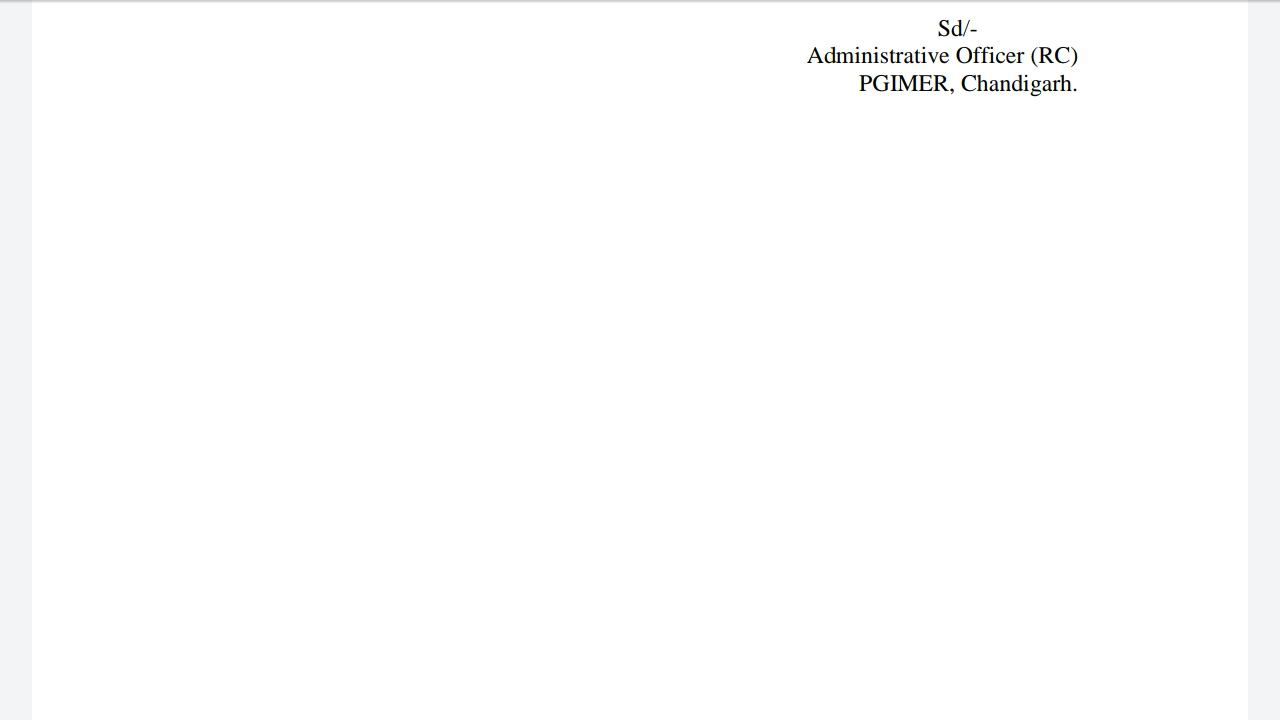 Sd/-
Administrative Officer (RC)
PGIMER, Chandigarh.